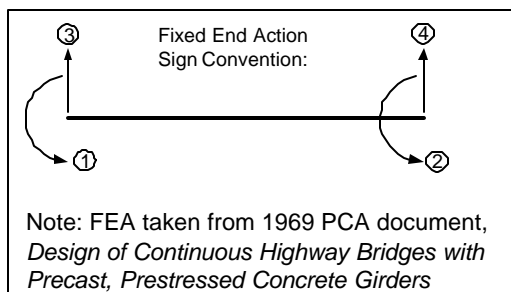 ③ Fixed End Action ④
Sign Convention:
① ②
Note: FEA taken from 1969 PCA document,
Design of Continuous Highway Bridges with
Precast, Prestressed Concrete Girders